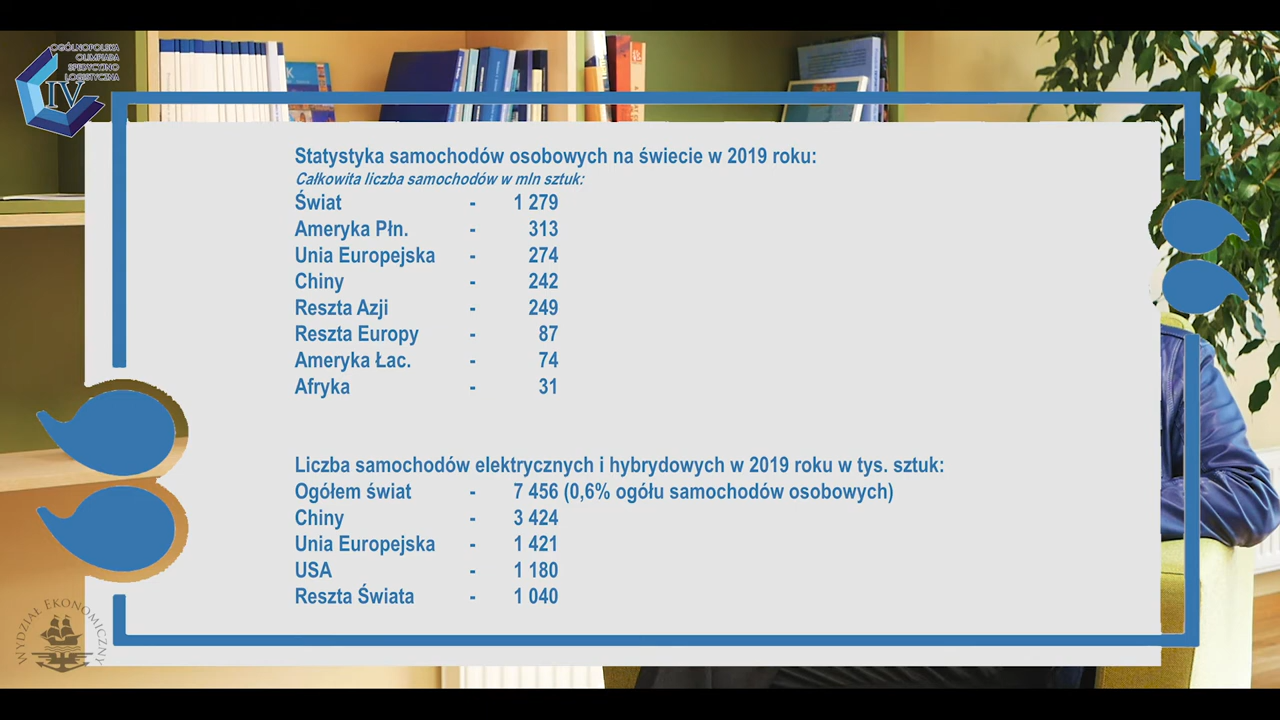 OGÓLNOPOLSKA
OLIMPIADA
SPEDYCYJNO
LOGISTYCZNA
IV
Statystyka samochodów osobowych na świecie w 2019 roku:
Całkowita liczba samochodów w mln sztuk:
Świat - 1 279
Ameryka Płn. - 313
Unia Europejska - 274
Chiny - 242
Reszta Azji - 249
Reszta Europy - 87
Ameryka Łac. - 74
Afryka - 31
Liczba samochodów elektrycznych i hybrydowych w 2019 roku w tys. sztuk:
Ogółem świat - 7 456 (0,6% ogółu samochodów osobowych)
Chiny - 3 424
Unia Europejska - 1 421
USA - 1 180
Reszta Świata - 1 040
WYDZIAŁ EKONOMICZNY